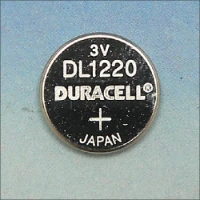 3V
DL1220
DURACELL®
+
JAPAN